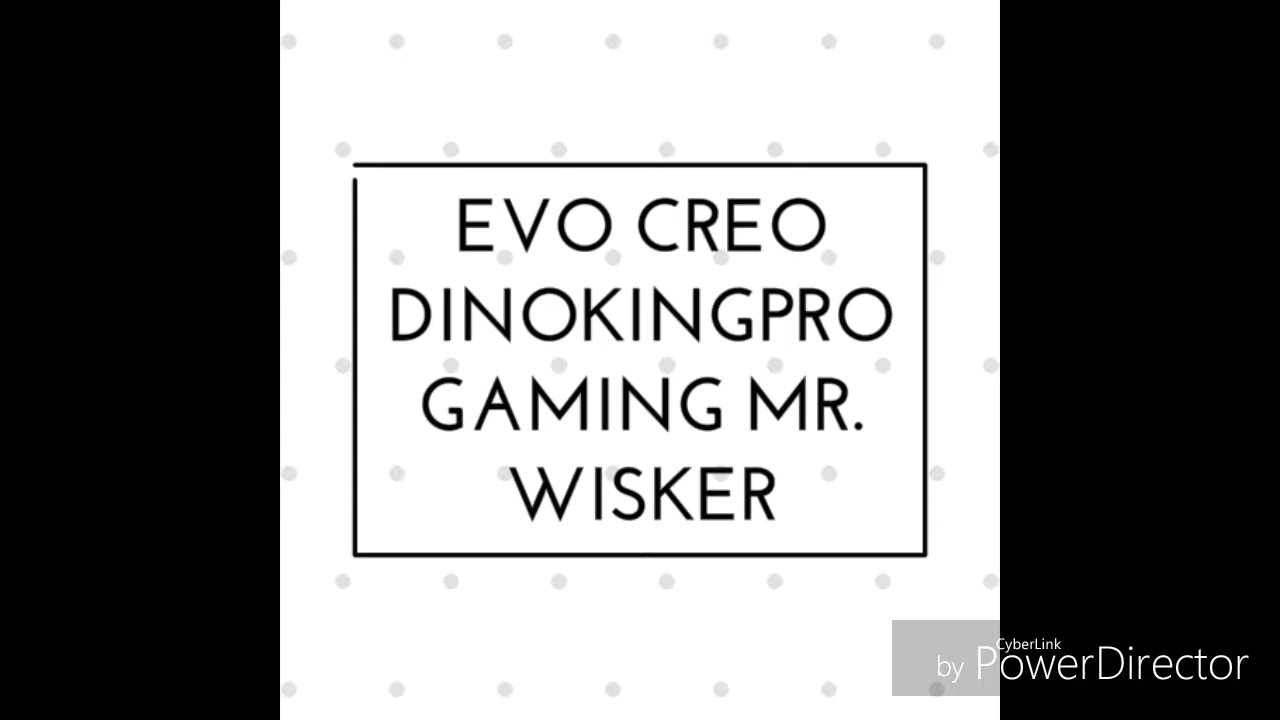 EVO CREO
DINOKINGPRO
GAMING MR.
WISKER
CyberLink
by PowerDirector